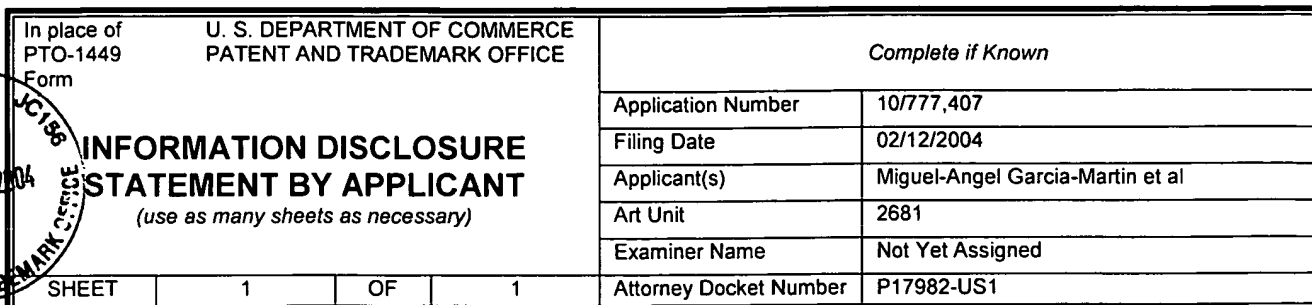 In place of U. S. DEPARTMENT OF COMMERCE
PTO-1449 PATENT AND TRADEMARK OFFICE
Form
INFORMATION DISCLOSURE
STATEMENT BY APPLICANT
(use as many sheets as necessary)
SHEET 1 OF 1
Complete if Known
Application Number 10/777,407
Filing Date 02/12/2004
Applicant(s) Miguel-Angel Garcia-Martin et al
Art Unit 2681
Examiner Name Not Yet Assigned
Attorney Docket Number P17982-US1
JC156
OFFICE